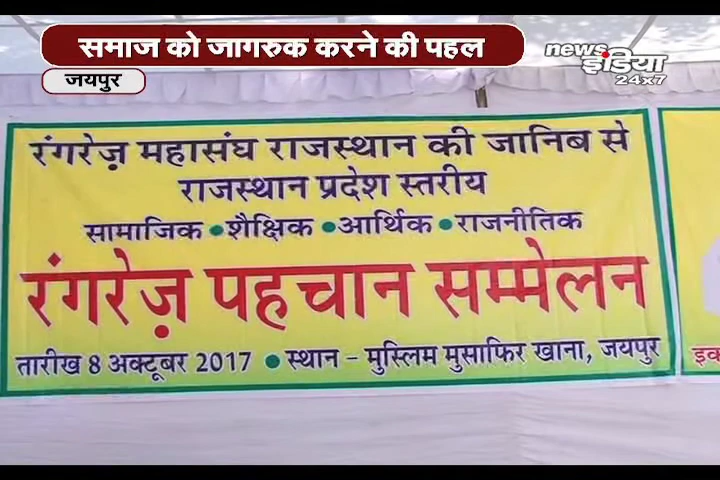 समाज को जागरुक करने की पहल
जयपुर
news
इंडिया
24x7
रंगरेज़ महासंघ राजस्थान की जानिब से
राजस्थान प्रदेश स्तरीय
सामाजिक • शैक्षिक • आर्थिक • राजनीतिक
रंगरेज़ पहचान सम्मेलन
तारीख 8 अक्टूबर 2017 • स्थान - मुस्लिम मुसाफिर खाना, जयपुर